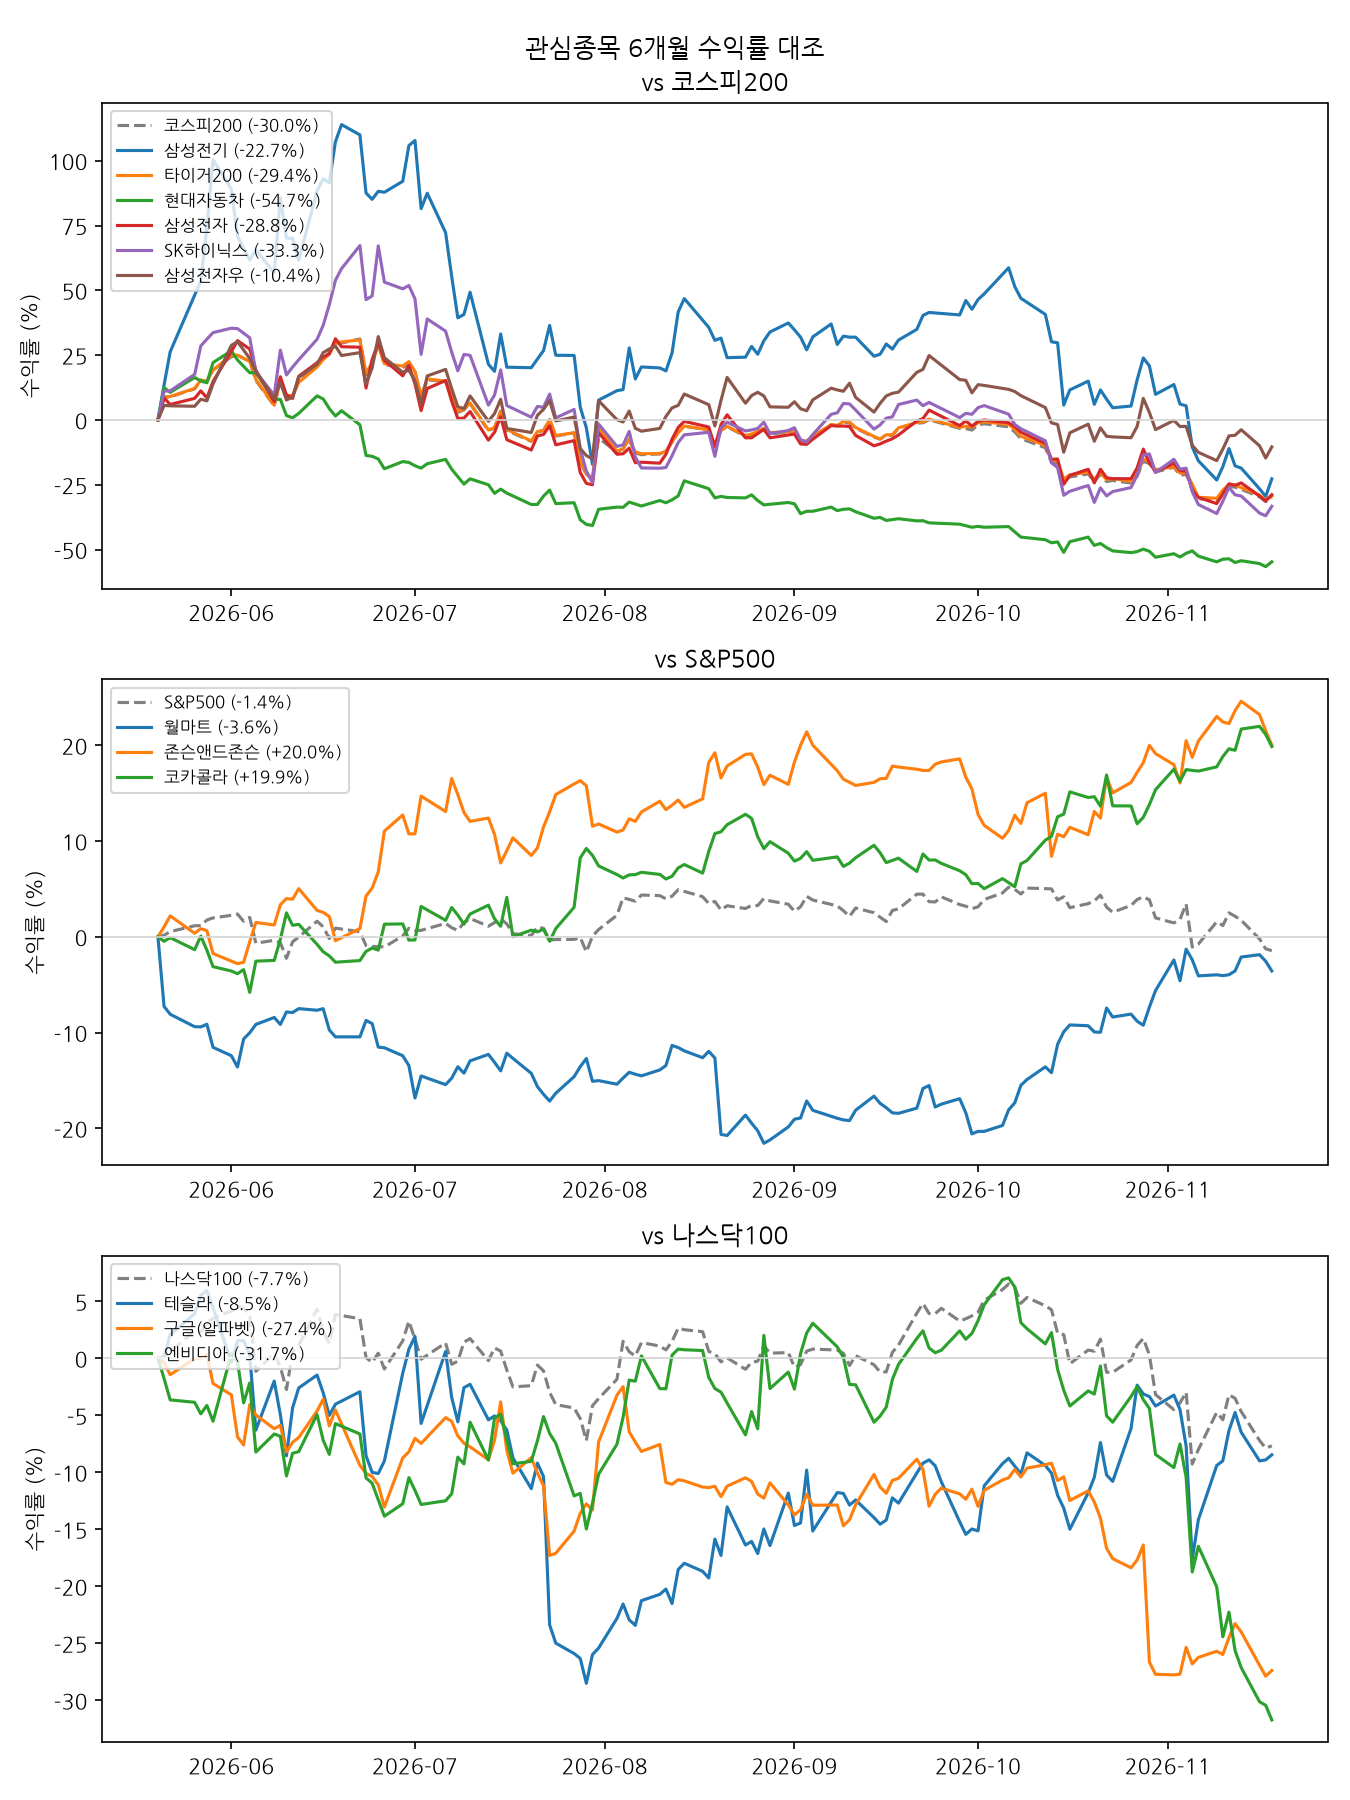 관심종목 6개월 수익률 대조
vs 코스피200
코스피200 (-30.0%)
삼성전기 (-22.7%)
타이거200 (-29.4%)
현대자동차 (-54.7%)
삼성전자 (-28.8%)
SK하이닉스 (-33.3%)
삼성전자우 (-10.4%)
수익률 (%)
100
75
50
25
0
-25
-50
2026-06 2026-07 2026-08 2026-09 2026-10 2026-11
vs S&P500
S&P500 (-1.4%)
월마트 (-3.6%)
존슨앤드존슨 (+20.0%)
코카콜라 (+19.9%)
수익률 (%)
20
10
0
-10
-20
2026-06 2026-07 2026-08 2026-09 2026-10 2026-11
vs 나스닥100
나스닥100 (-7.7%)
테슬라 (-8.5%)
구글(알파벳) (-27.4%)
엔비디아 (-31.7%)
수익률 (%)
5
0
-5
-10
-15
-20
-25
-30
2026-06 2026-07 2026-08 2026-09 2026-10 2026-11